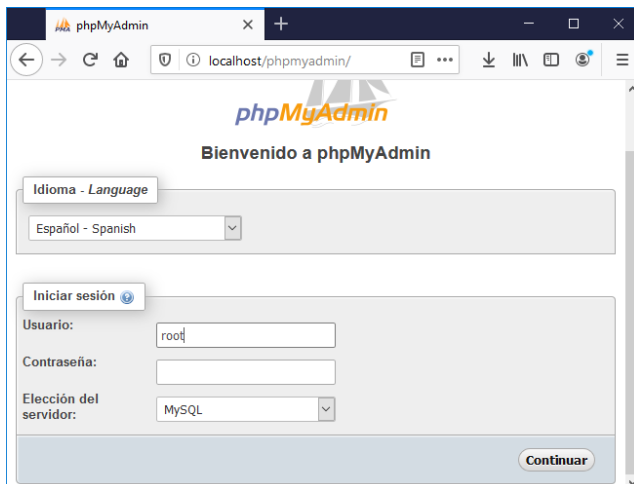 phpMyAdmin
localhost/phpmyadmin/
phpMyAdmin
Bienvenido a phpMyAdmin
Idioma - Language
Español - Spanish
Iniciar sesión
Usuario:
root
Contraseña:
Elección del
servidor:
MySQL
Continuar